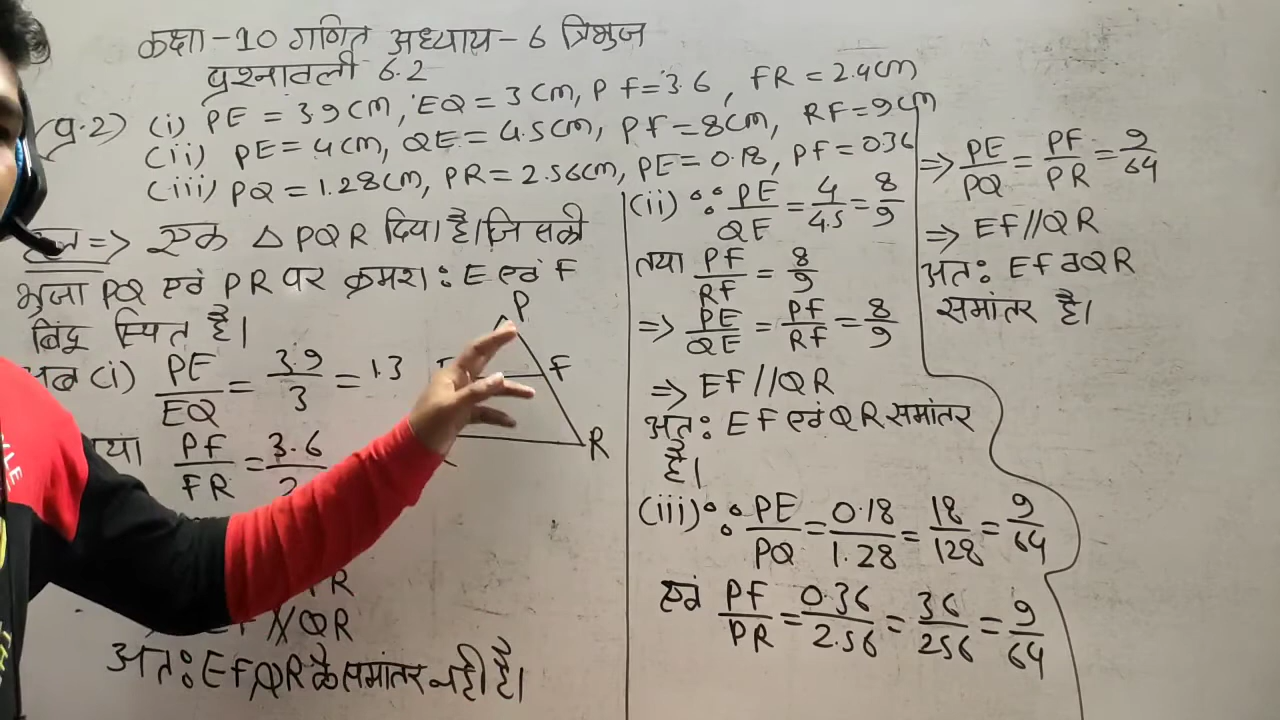 कक्षा-10 गणित अध्याय-6 त्रिभुज
प्रश्नावली 6.2
(प्र.2) (i) PE = 3.9cm, EQ = 3cm, Pf=3.6, FR = 2.4cm
(ii) PE=4cm, QE=4.5cm, Pf=8cm, RF=9cm
(iii) PQ=1.28cm, PR=2.56cm, PE=0.18, Pf=0.36
=> एक △ PQR दिया है। जिसकी
भुजा PQ एवं PR पर क्रमशः E एवं F
बिंदु स्थित है।
P
F
R
(i) PE/EQ = 3.9/3 = 1.3
Pf/FR = 3.6/
QR
अतः Ef, QR के समांतर नहीं है।
(ii) ∵ PE/QE = 4/4.5 = 8/9
तथा Pf/Rf = 8/9
=> PE/QE = Pf/Rf = 8/9
=> Ef//QR
अतः Ef एवं QR समांतर
है।
(iii) ∵ PE/PQ = 0.18/1.28 = 18/128 = 9/64
एवं Pf/PR = 0.36/2.56 = 36/256 = 9/64
=> PE/PQ = PF/PR = 9/64
=> Ef//QR
अतः Ef व QR
समांतर है।